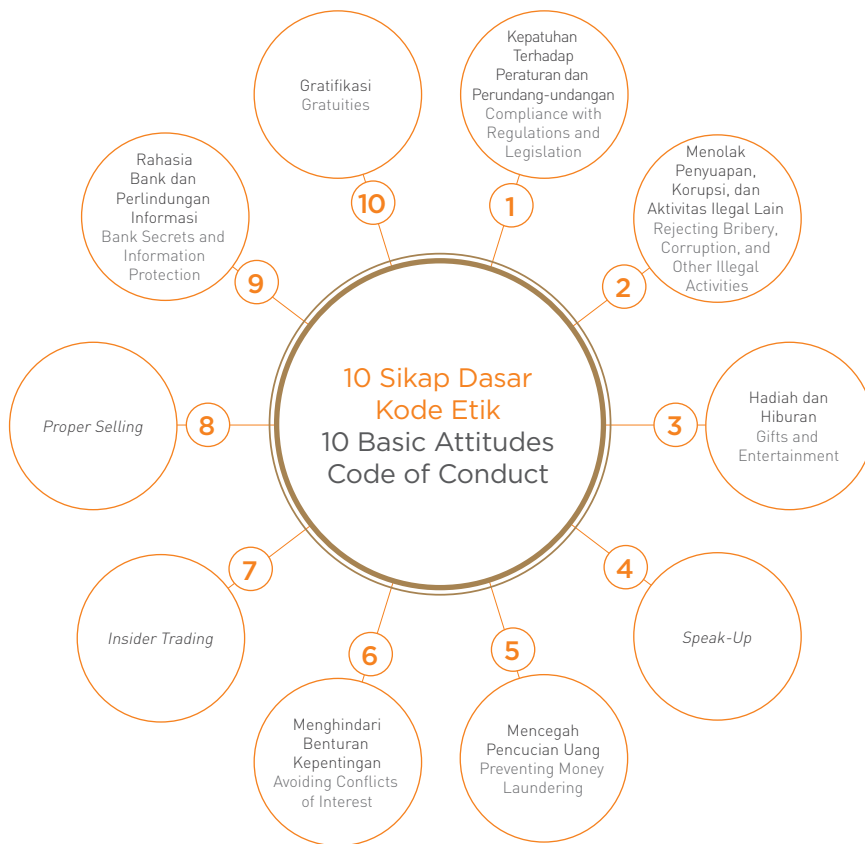 10 Sikap Dasar
Kode Etik
10 Basic Attitudes
Code of Conduct
1
Kepatuhan
Terhadap
Peraturan dan
Perundang-undangan
Compliance with
Regulations and
Legislation
2
Menolak
Penyuapan,
Korupsi, dan
Aktivitas Ilegal Lain
Rejecting Bribery,
Corruption, and
Other Illegal
Activities
3
Hadiah dan
Hiburan
Gifts and
Entertainment
4
Speak-Up
5
Mencegah
Pencucian Uang
Preventing Money
Laundering
6
Menghindari
Benturan
Kepentingan
Avoiding Conflicts
of Interest
7
Insider Trading
8
Proper Selling
9
Rahasia
Bank dan
Perlindungan
Informasi
Bank Secrets and
Information
Protection
10
Gratifikasi
Gratuities